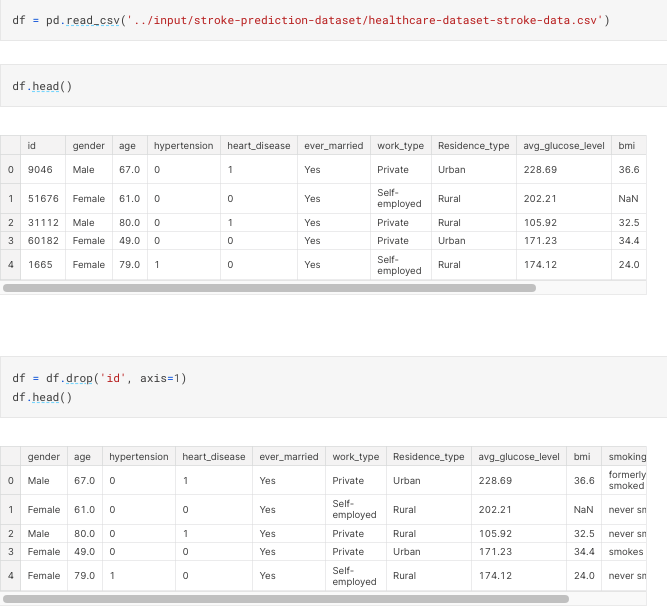 df = pd.read_csv('../input/stroke-prediction-dataset/healthcare-dataset-stroke-data.csv')
df.head()
id gender age hypertension heart_disease ever_married work_type Residence_type avg_glucose_level bmi
0 9046 Male 67.0 0 1 Yes Private Urban 228.69 36.6
1 51676 Female 61.0 0 0 Yes Self-employed Rural 202.21 NaN
2 31112 Male 80.0 0 1 Yes Private Rural 105.92 32.5
3 60182 Female 49.0 0 0 Yes Private Urban 171.23 34.4
4 1665 Female 79.0 1 0 Yes Self-employed Rural 174.12 24.0
df = df.drop('id', axis=1)
df.head()
gender age hypertension heart_disease ever_married work_type Residence_type avg_glucose_level bmi smoking
0 Male 67.0 0 1 Yes Private Urban 228.69 36.6 formerly smoked
1 Female 61.0 0 0 Yes Self-employed Rural 202.21 NaN never
2 Male 80.0 0 1 Yes Private Rural 105.92 32.5 never
3 Female 49.0 0 0 Yes Private Urban 171.23 34.4 smokes
4 Female 79.0 1 0 Yes Self-employed Rural 174.12 24.0 never